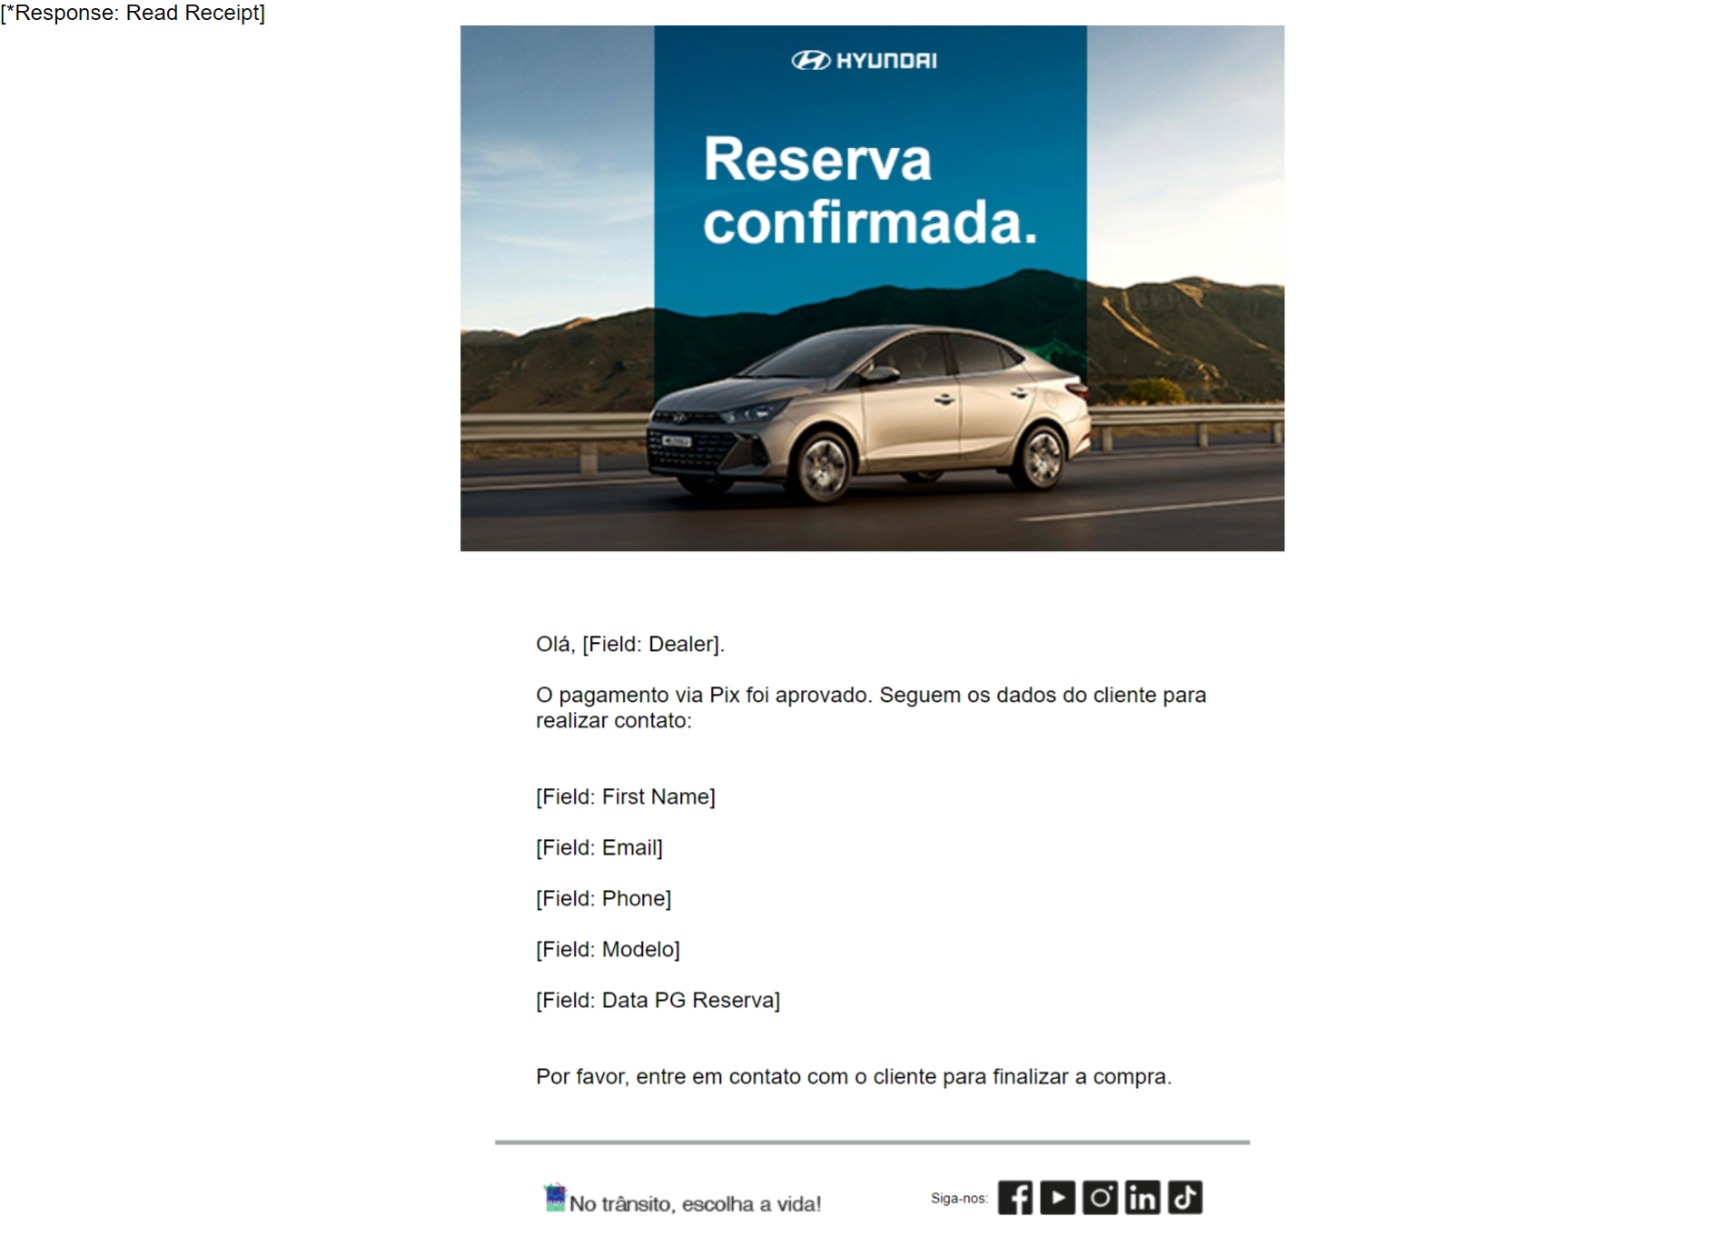 [*Response: Read Receipt]
HYUNDAI
Reserva
confirmada.
Olá, [Field: Dealer].
O pagamento via Pix foi aprovado. Seguem os dados do cliente para
realizar contato:
[Field: First Name]
[Field: Email]
[Field: Phone]
[Field: Modelo]
[Field: Data PG Reserva]
Por favor, entre em contato com o cliente para finalizar a compra.
No trânsito, escolha a vida!
Siga-nos: